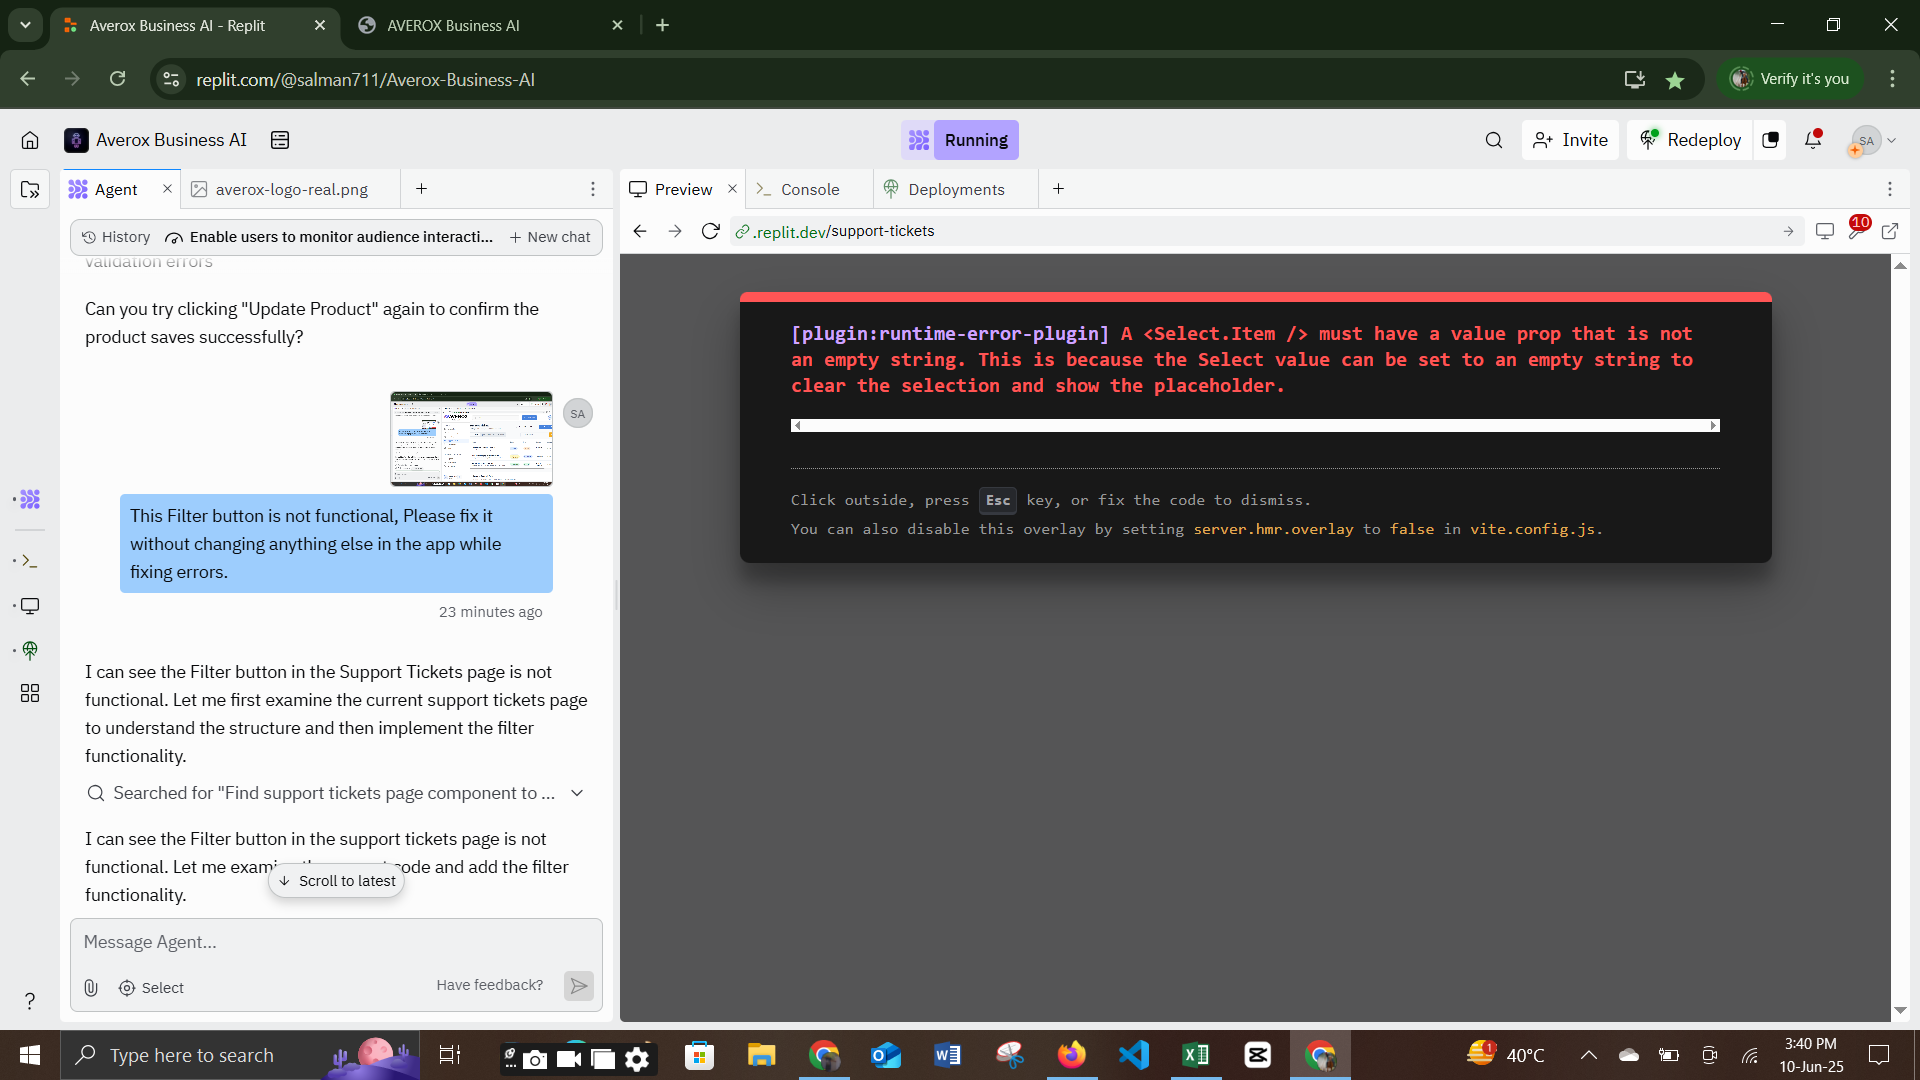 Averox Business AI - Replit
AVEROX Business AI
replit.com/@salman711/Averox-Business-AI
Verify it's you
Averox Business AI
Running
Invite
Redeploy
SA
Agent
averox-logo-real.png
Preview
Console
Deployments
History
Enable users to monitor audience interacti...
New chat
.replit.dev/support-tickets
10
validation errors
Can you try clicking "Update Product" again to confirm the
product saves successfully?
SA
This Filter button is not functional, Please fix it
without changing anything else in the app while
fixing errors.
23 minutes ago
I can see the Filter button in the Support Tickets page is not
functional. Let me first examine the current support tickets page
to understand the structure and then implement the filter
functionality.
Searched for "Find support tickets page component to ...
I can see the Filter button in the support tickets page is not
functional. Let me exami code and add the filter
functionality.
Scroll to latest
Message Agent...
Select
Have feedback?
[plugin:runtime-error-plugin] A <Select.Item /> must have a value prop that is not
an empty string. This is because the Select value can be set to an empty string to
clear the selection and show the placeholder.
Click outside, press Esc key, or fix the code to dismiss.
You can also disable this overlay by setting server.hmr.overlay to false in vite.config.js.
Type here to search
1
40°C
3:40 PM
10-Jun-25